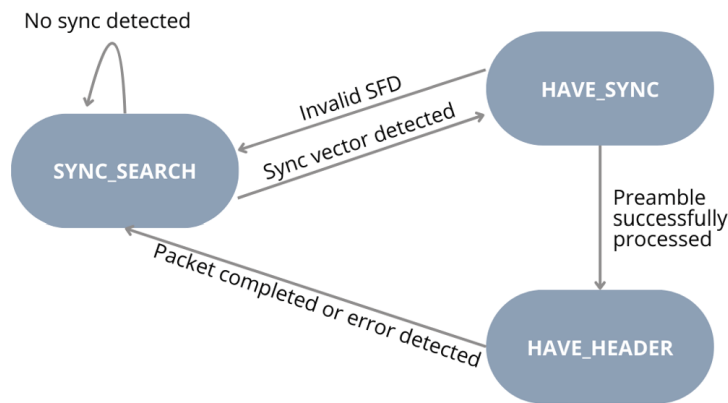 No sync detected
HAVE_SYNC
Invalid SFD
Sync vector detected
SYNC_SEARCH
Preamble
successfully
processed
Packet completed or error detected
HAVE_HEADER